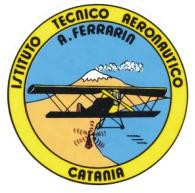 ISTITUTO TECNICO AERONAUTICO
A. FERRARIN
CATANIA